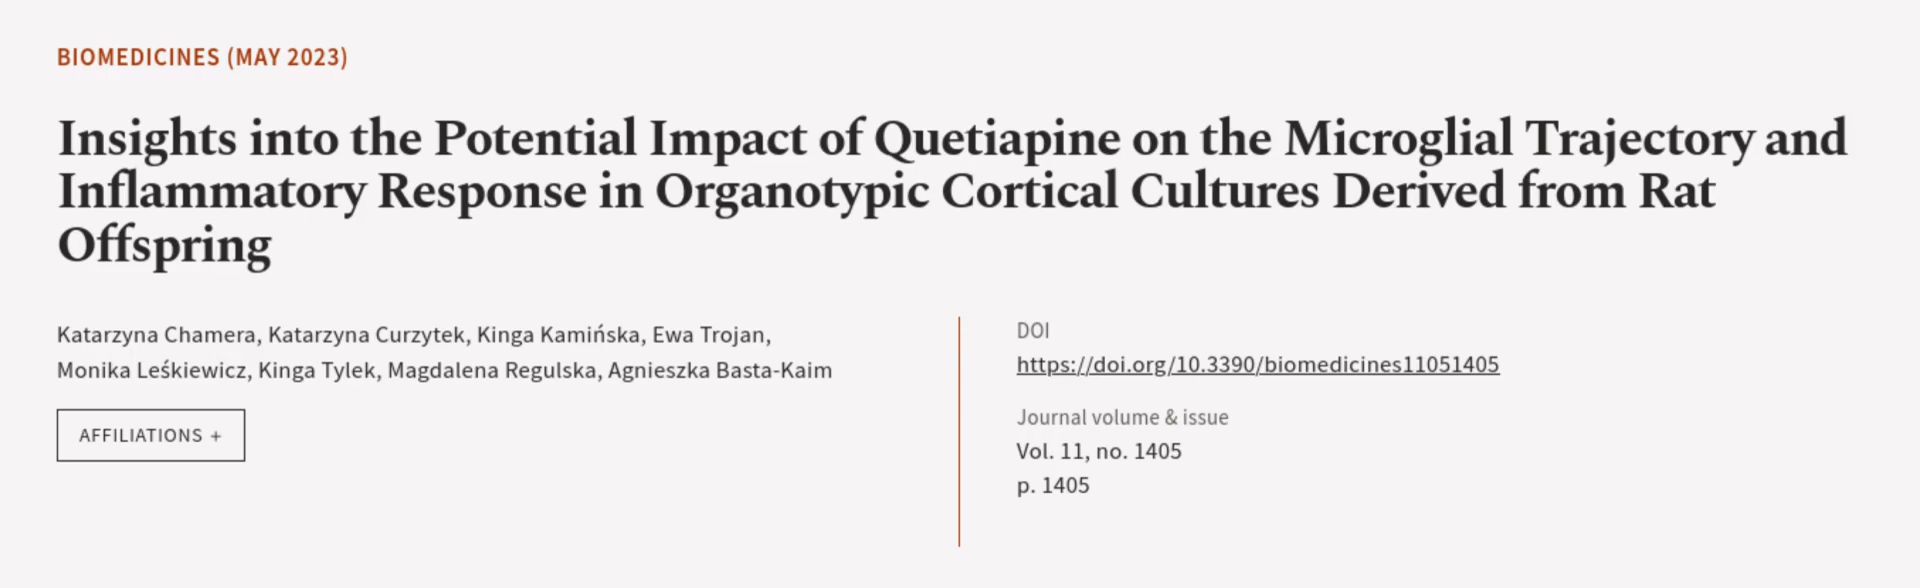 BIOMEDICINES (MAY 2023)
Insights into the Potential Impact of Quetiapine on the Microglial Trajectory and
Inflammatory Response in Organotypic Cortical Cultures Derived from Rat
Offspring
Katarzyna Chamera, Katarzyna Curzytek, Kinga Kamińska, Ewa Trojan,
Monika Leśkiewicz, Kinga Tylek, Magdalena Regulska, Agnieszka Basta-Kaim
AFFILIATIONS +
DOI
https://doi.org/10.3390/biomedicines11051405
Journal volume & issue
Vol. 11, no. 1405
p. 1405